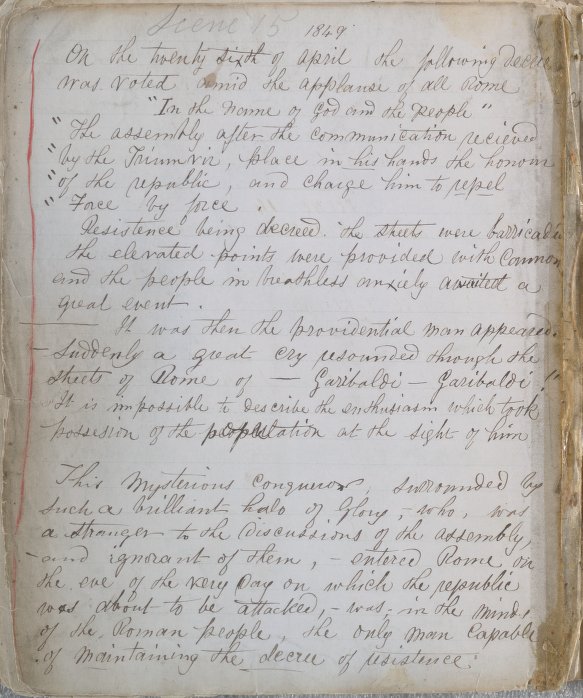 Scene 15
1849.
On the twenty sixth of april the following decree
was voted amid the applause of all Rome
"In the name of God and the people"
"The assembly after the communication recieved
"by the Triumvir, place in his hands the honour
"of the republic, and charge him to repel
"Force by force.
Resistence being decreed. the streets were barricad
the elevated points were provided with Cannon
and the people in breathless anxiely awaited a
great event.
It was then the providential man appeared.
- Suddenly a great cry resounded through the
streets of Rome of — Garibaldi — Garibaldi!"
It is impossible to describe the enthusiasm which took
possesion of the population at the sight of him
This mysterious conqueror, surrounded by
such a brilliant halo of Glory, - who, was
a stranger to the discussions of the assembly,
- and ignorant of them, - entered Rome on
the eve of the very day on which the republic
was about to be attacked, - was - in the minds
of the Roman people, the only man capable
of maintaining the decree of resistence.